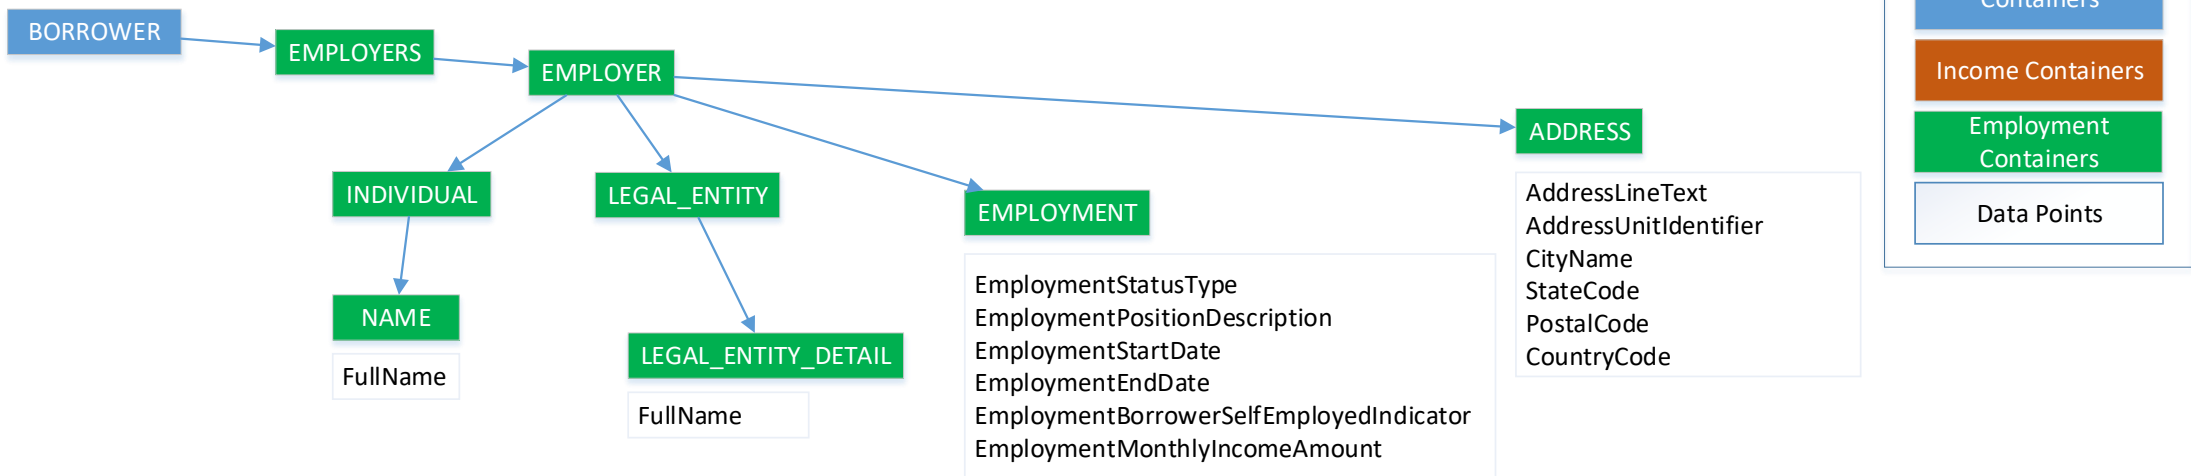 BORROWER
EMPLOYERS
EMPLOYER
INDIVIDUAL
NAME
FullName
LEGAL_ENTITY
LEGAL_ENTITY_DETAIL
FullName
EMPLOYMENT
EmploymentStatusType
EmploymentPositionDescription
EmploymentStartDate
EmploymentEndDate
EmploymentBorrowerSelfEmployedIndicator
EmploymentMonthlyIncomeAmount
ADDRESS
AddressLineText
AddressUnitIdentifier
CityName
StateCode
PostalCode
CountryCode
Containers
Income Containers
Employment
Containers
Data Points